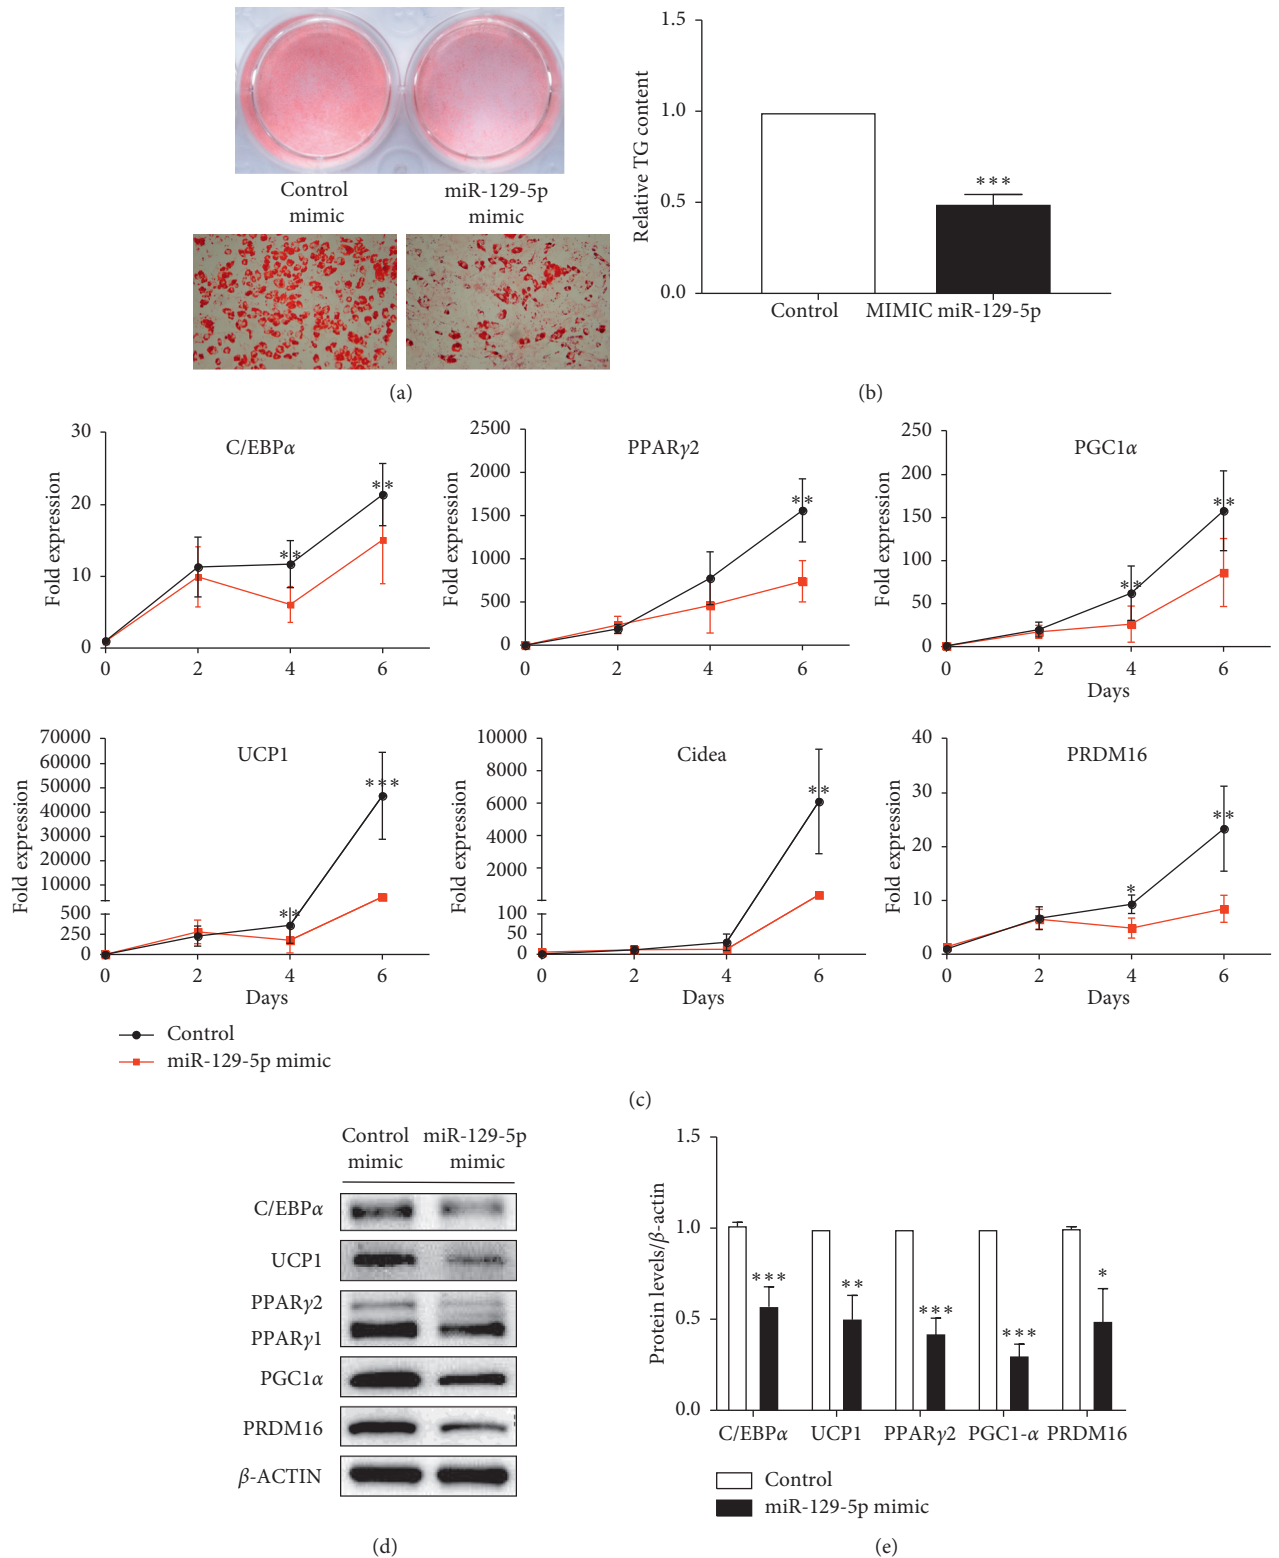 Control
mimic
miR-129-5p
mimic
(a)
1.5
1.0
0.5
0.0
Relative TG content
***
Control
MIMIC miR-129-5p
(b)
C/EBPα
Fold expression
30
20
10
0
**
**
0 2 4 6
PPARγ2
Fold expression
2500
2000
1500
1000
500
0
**
0 2 4 6
PGC1α
Fold expression
250
200
150
100
50
0
**
**
0 2 4 6
Days
UCP1
Fold expression
70000
60000
50000
40000
30000
20000
10000
500
250
0
***
**
0 2 4 6
Days
Cidea
Fold expression
10000
8000
6000
4000
2000
100
50
0
**
0 2 4 6
Days
PRDM16
Fold expression
40
30
20
10
0
**
*
0 2 4 6
Days
Control
miR-129-5p mimic
(c)
Control
mimic
miR-129-5p
mimic
C/EBPα
UCP1
PPARγ2
PPARγ1
PGC1α
PRDM16
β-ACTIN
(d)
Protein levels/β-actin
1.5
1.0
0.5
0.0
***
**
***
***
*
C/EBPα UCP1 PPARγ2 PGC1-α PRDM16
Control
miR-129-5p mimic
(e)